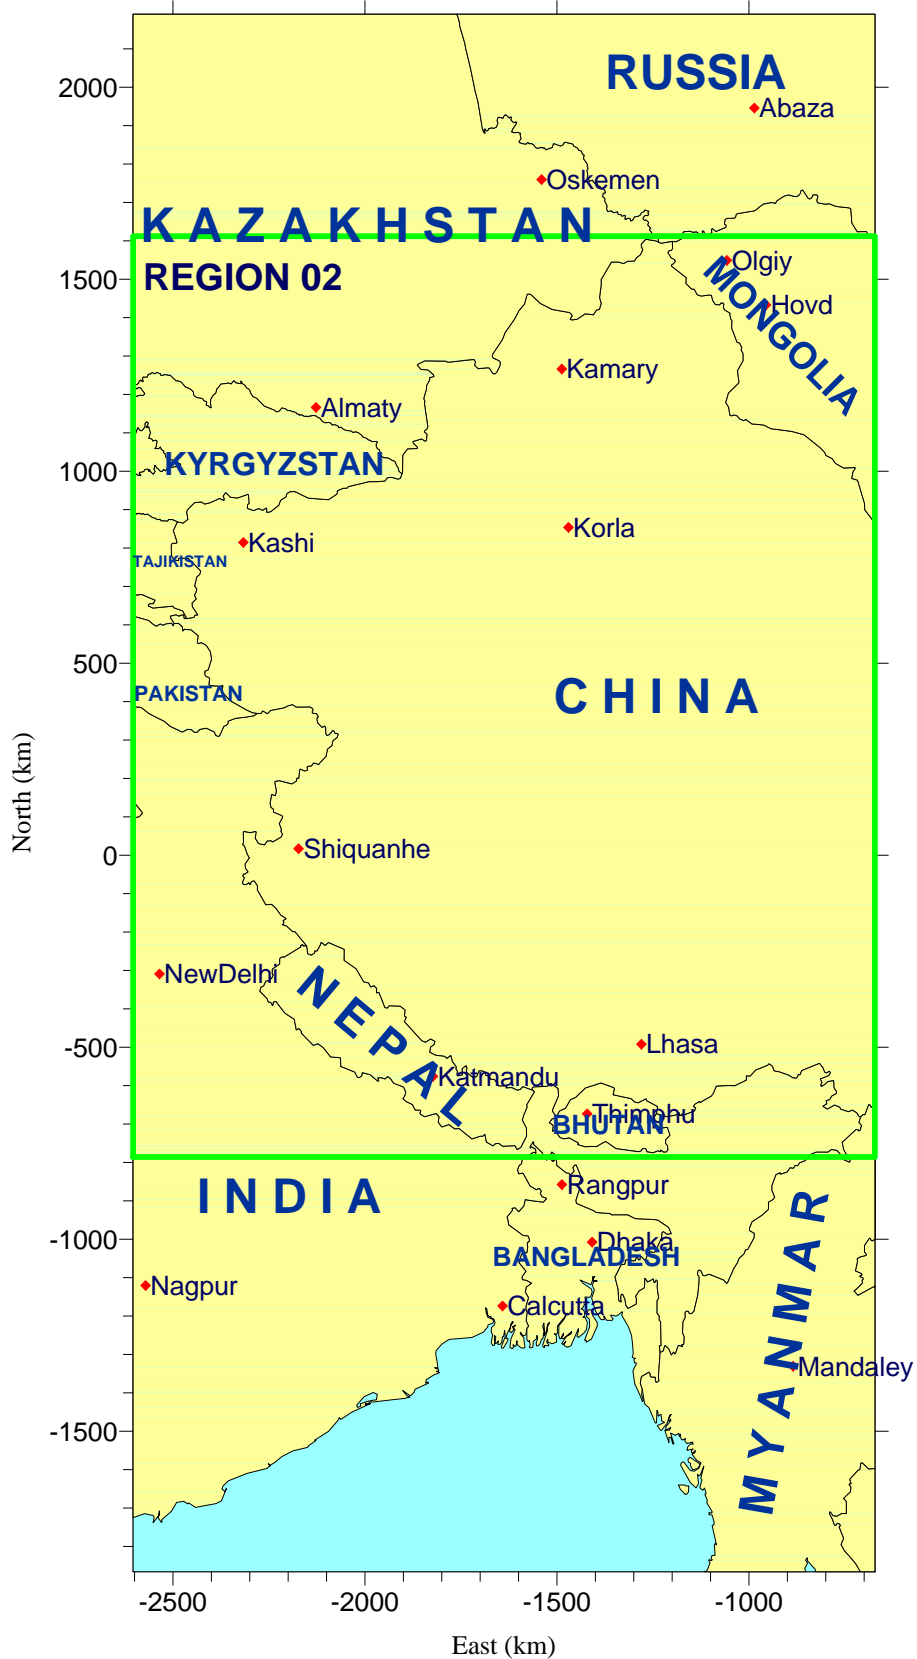 RUSSIA
2000
Abaza
Oskemen
KAZAKHSTAN
REGION 02
Olgiy
1500
MONGOLIA
Hovd
Kamary
Almaty
KYRGYZSTAN
1000
Korla
Kashi
TAJIKISTAN
500
PAKISTAN
CHINA
North (km)
0
Shiquanhe
NewDelhi
NEPAL
-500
Lhasa
Katmandu
Thimphu
BHUTAN
Rangpur
INDIA
-1000
Dhaka
BANGLADESH
Nagpur
Calcutta
MYANMAR
Mandaley
-1500
-2500 -2000 -1500 -1000
East (km)